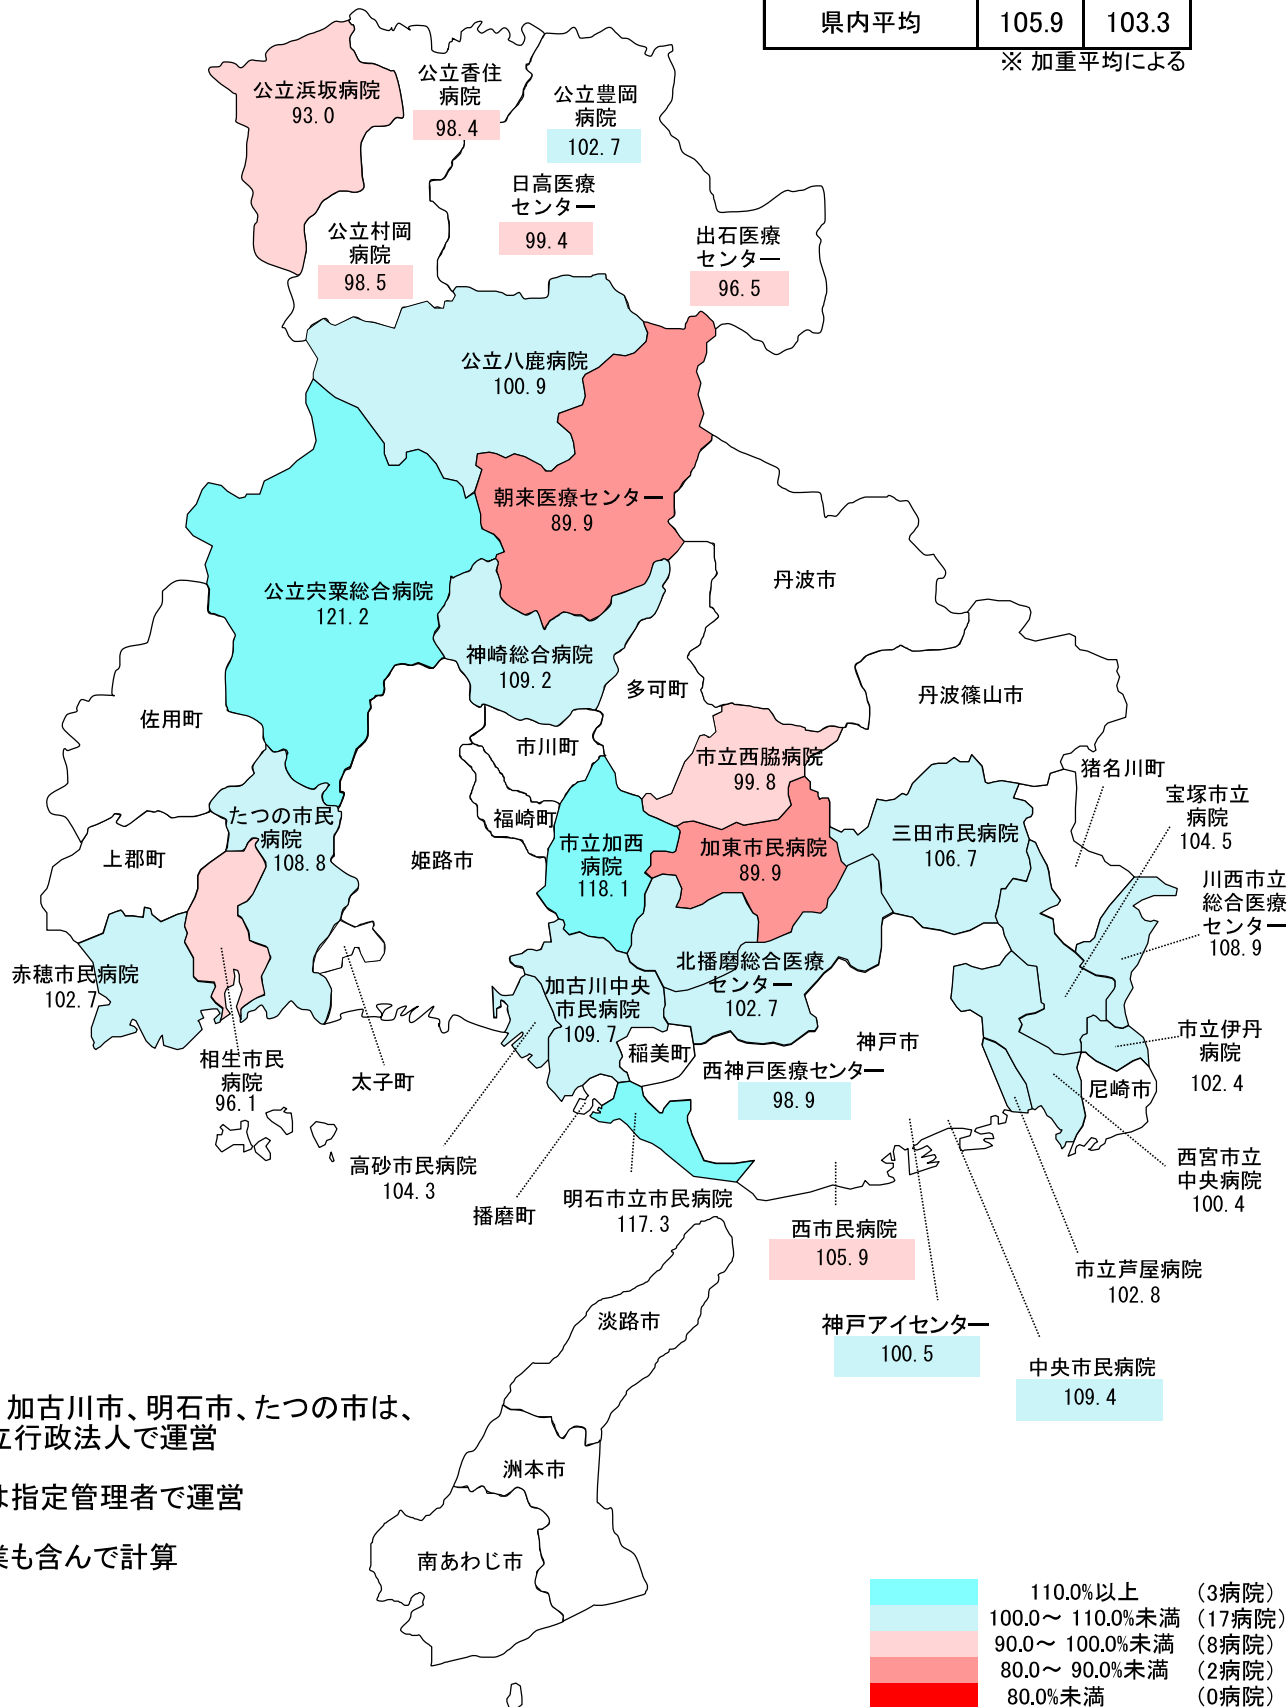 県内平均 105.9 103.3
※ 加重平均による
公立浜坂病院
93.0
公立香住
病院
98.4
公立豊岡
病院
102.7
日高医療
センター
99.4
公立村岡
病院
98.5
出石医療
センター
96.5
公立八鹿病院
100.9
朝来医療センター
89.9
公立宍粟総合病院
121.2
丹波市
神崎総合病院
109.2
多可町
丹波篠山市
佐用町
市川町
市立西脇病院
99.8
猪名川町
宝塚市立
病院
104.5
たつの市民
病院
108.8
福崎町
上郡町
姫路市
市立加西
病院
118.1
加東市民病院
89.9
三田市民病院
106.7
川西市立
総合医療
センター
108.9
赤穂市民病院
102.7
加古川中央
市民病院
109.7
北播磨総合医療
センター
102.7
神戸市
稲美町
市立伊丹
病院
102.4
相生市民
病院
96.1
太子町
西神戸医療センター
98.9
尼崎市
高砂市民病院
104.3
播磨町
明石市立市民病院
117.3
西宮市立
中央病院
100.4
西市民病院
105.9
市立芦屋病院
102.8
淡路市
神戸アイセンター
100.5
中央市民病院
109.4
加古川市、明石市、たつの市は、
立行政法人で運営
洲本市
は指定管理者で運営
業も含んで計算
南あわじ市
110.0%以上 (3病院)
100.0～ 110.0%未満 (17病院)
90.0～ 100.0%未満 (8病院)
80.0～ 90.0%未満 (2病院)
80.0%未満 (0病院)